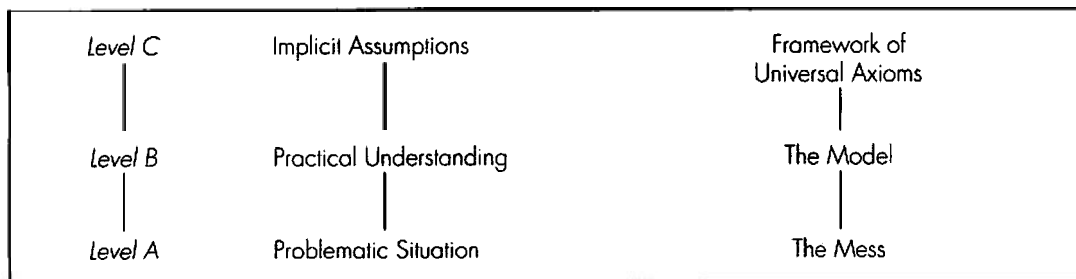 Level C Implicit Assumptions Framework of
Universal Axioms
Level B Practical Understanding The Model
Level A Problematic Situation The Mess